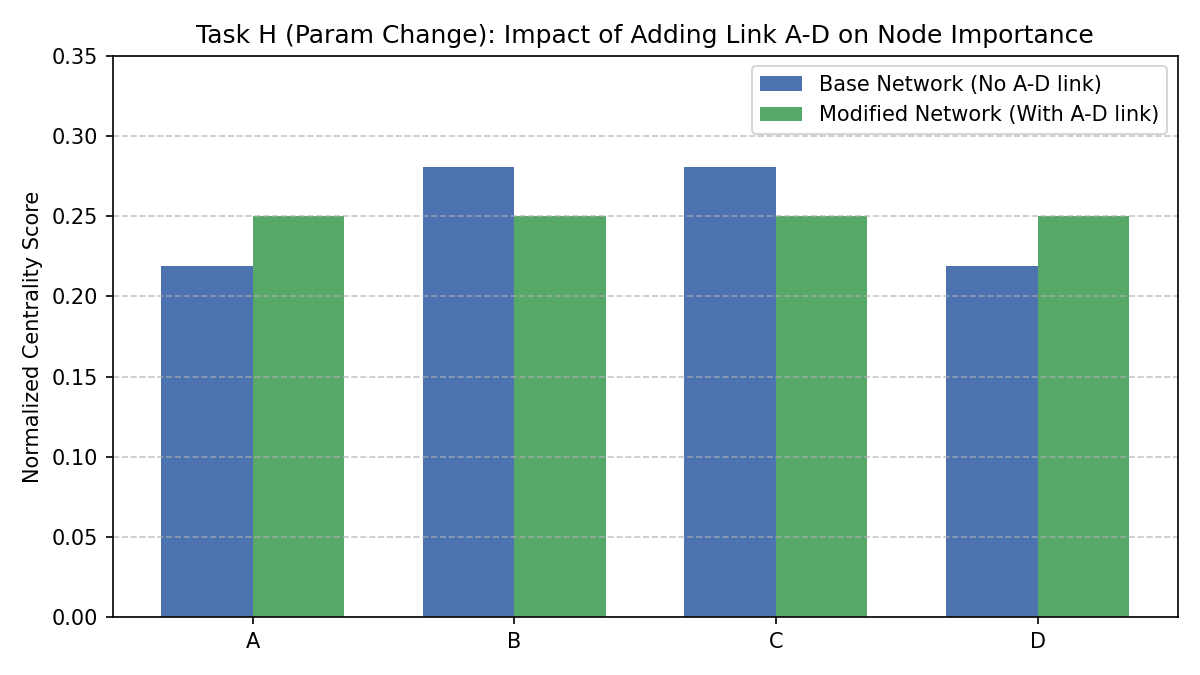 Task H (Param Change): Impact of Adding Link A-D on Node Importance
Base Network (No A-D link)
Modified Network (With A-D link)
Normalized Centrality Score
0.35
0.30
0.25
0.20
0.15
0.10
0.05
0.00
A B C D